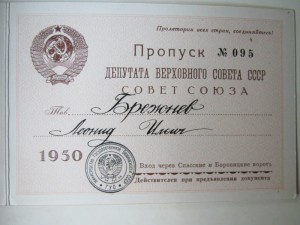 Пролетарии всех стран, соединяйтесь!
Пропуск № 095
ДЕПУТАТА ВЕРХОВНОГО СОВЕТА СССР
СОВЕТ СОЮЗА
Тов. Брежнев
Леонид Ильич
1950
Вход через Спасские и Боровицкие ворота
Действителен при предъявлении документа